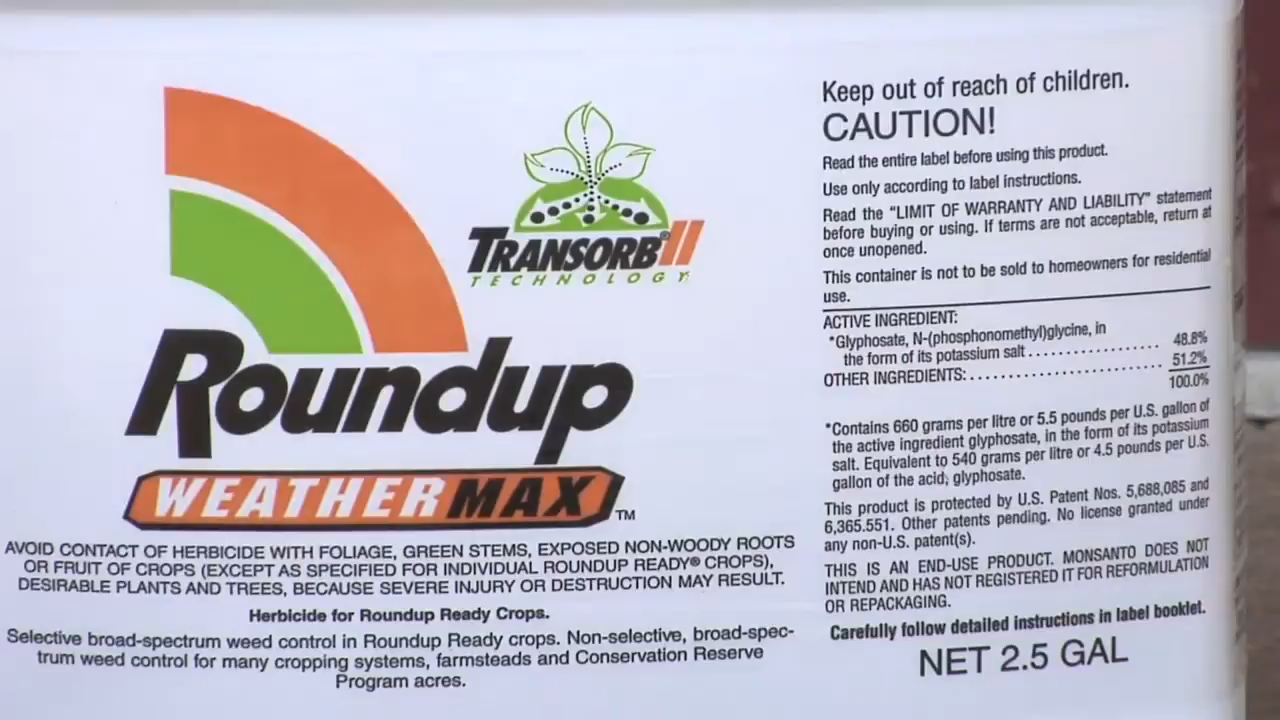 TRANSORB® II
TECHNOLOGY
Roundup
WEATHERMAX™
AVOID CONTACT OF HERBICIDE WITH FOLIAGE, GREEN STEMS, EXPOSED NON-WOODY ROOTS
OR FRUIT OF CROPS (EXCEPT AS SPECIFIED FOR INDIVIDUAL ROUNDUP READY® CROPS),
DESIRABLE PLANTS AND TREES, BECAUSE SEVERE INJURY OR DESTRUCTION MAY RESULT.
Herbicide for Roundup Ready Crops.
Selective broad-spectrum weed control in Roundup Ready crops. Non-selective, broad-spec-
trum weed control for many cropping systems, farmsteads and Conservation Reserve
Program acres.
Keep out of reach of children.
CAUTION!
Read the entire label before using this product.
Use only according to label instructions.
Read the "LIMIT OF WARRANTY AND LIABILITY" statement
before buying or using. If terms are not acceptable, return at
once unopened.
This container is not to be sold to homeowners for residential
use.
ACTIVE INGREDIENT:
*Glyphosate, N-(phosphonomethyl)glycine, in
the form of its potassium salt . . . . . . . . . . . . . . . . . . . 48.8%
OTHER INGREDIENTS: . . . . . . . . . . . . . . . . . . . . . . . . . . . 51.2%
100.0%
*Contains 660 grams per litre or 5.5 pounds per U.S. gallon of
the active ingredient glyphosate, in the form of its potassium
salt. Equivalent to 540 grams per litre or 4.5 pounds per U.S.
gallon of the acid, glyphosate.
This product is protected by U.S. Patent Nos. 5,688,085 and
6,365.551. Other patents pending. No license granted under
any non-U.S. patent(s).
THIS IS AN END-USE PRODUCT. MONSANTO DOES NOT
INTEND AND HAS NOT REGISTERED IT FOR REFORMULATION
OR REPACKAGING.
Carefully follow detailed instructions in label booklet.
NET 2.5 GAL